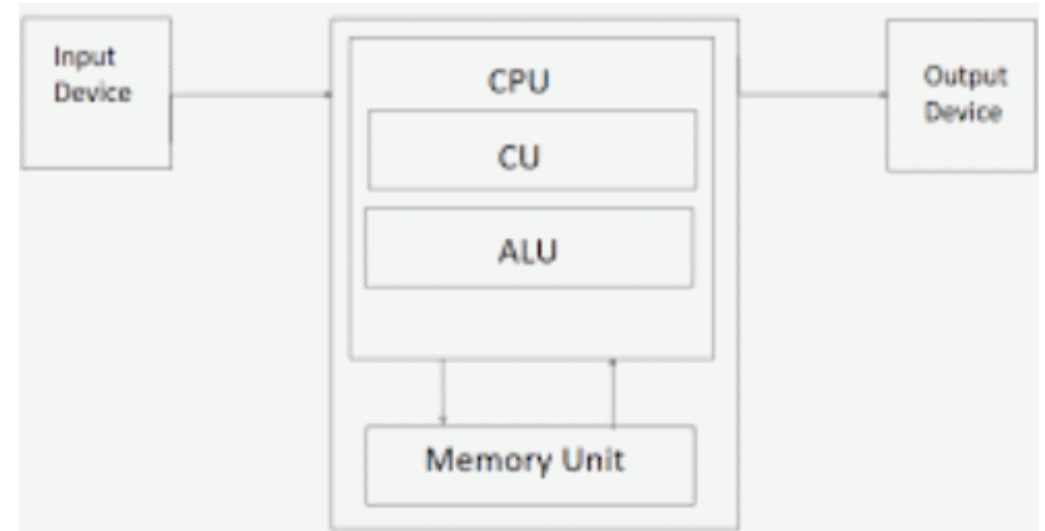 Input
Device
CPU
CU
ALU
Memory Unit
Output
Device